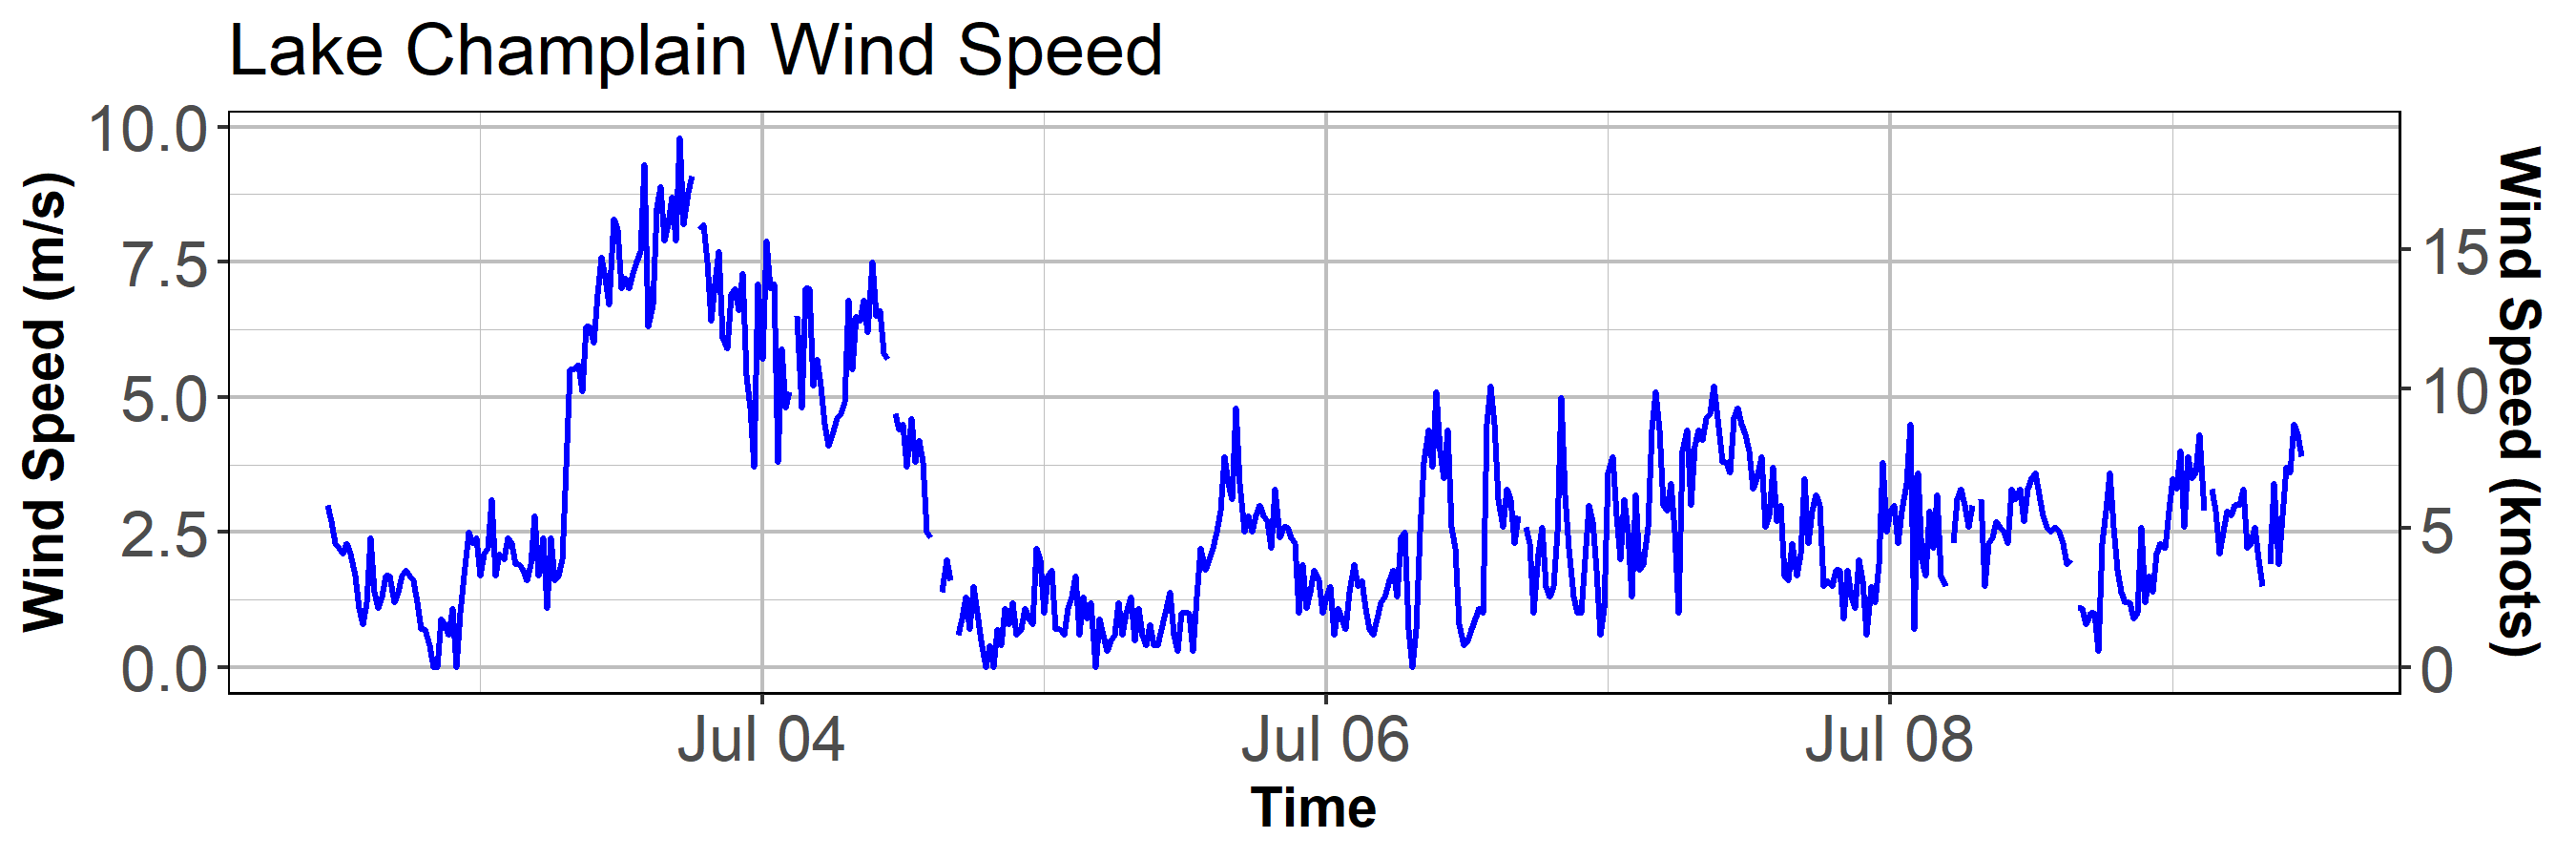 Lake Champlain Wind Speed
Wind Speed (m/s)
10.0
7.5
5.0
2.5
0.0
Wind Speed (knots)
15
10
5
0
Jul 04
Jul 06
Jul 08
Time